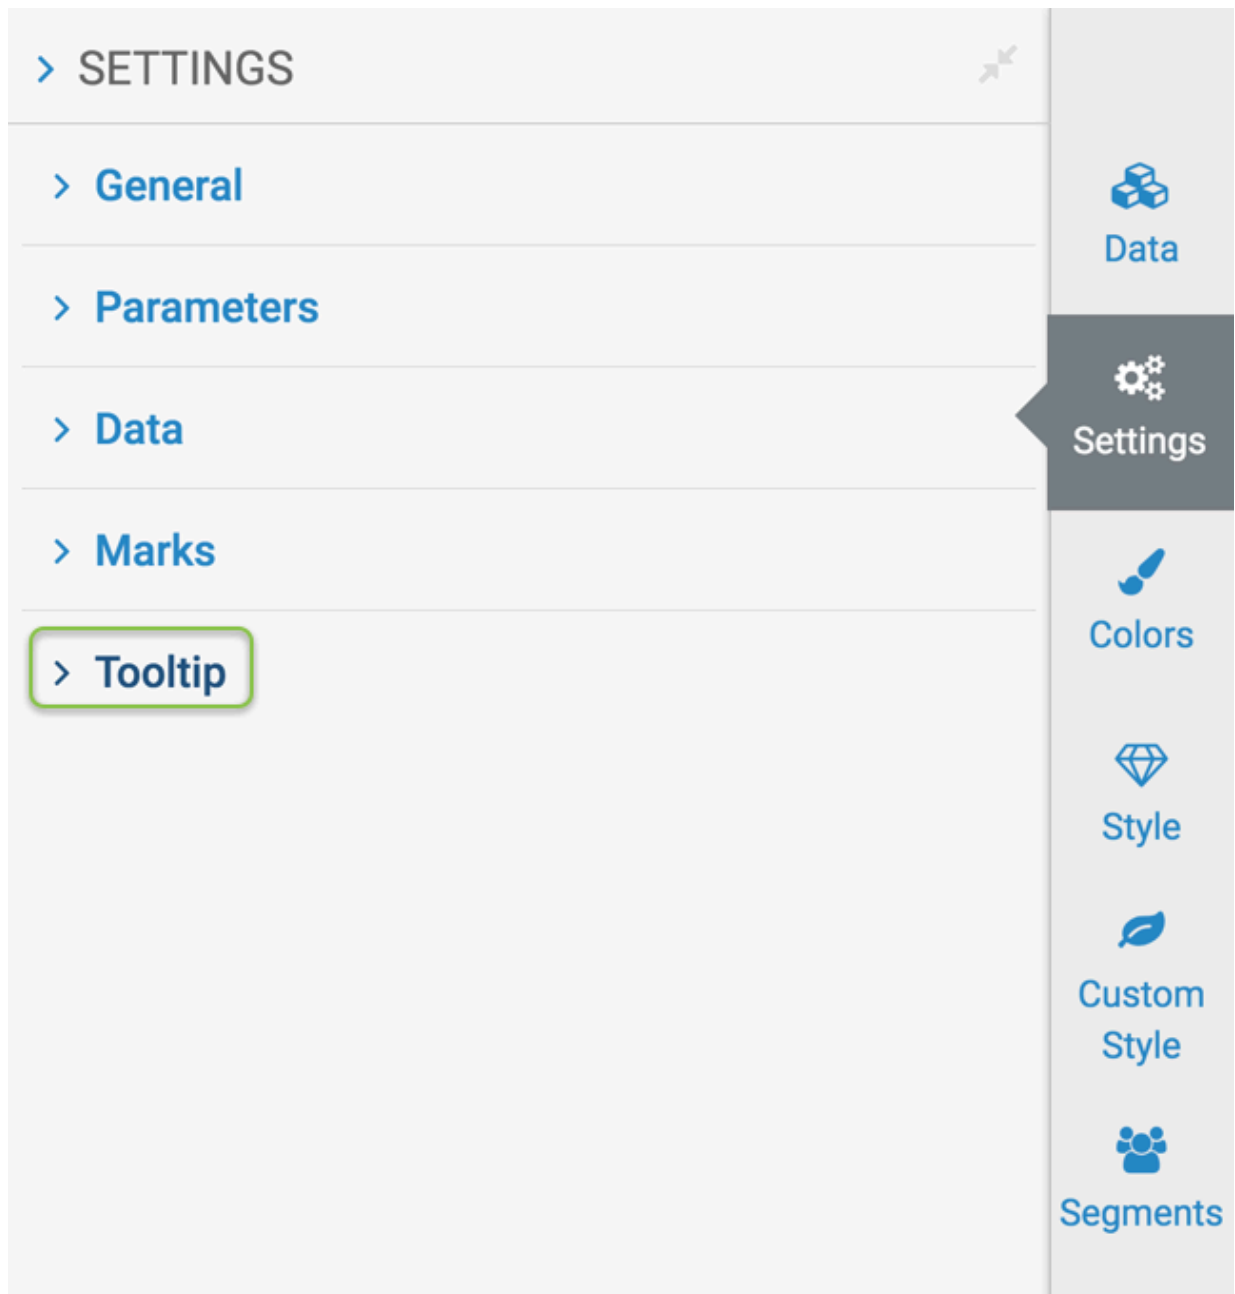 SETTINGS
General
Parameters
Data
Marks
Tooltip
Data
Settings
Colors
Style
Custom
Style
Segments